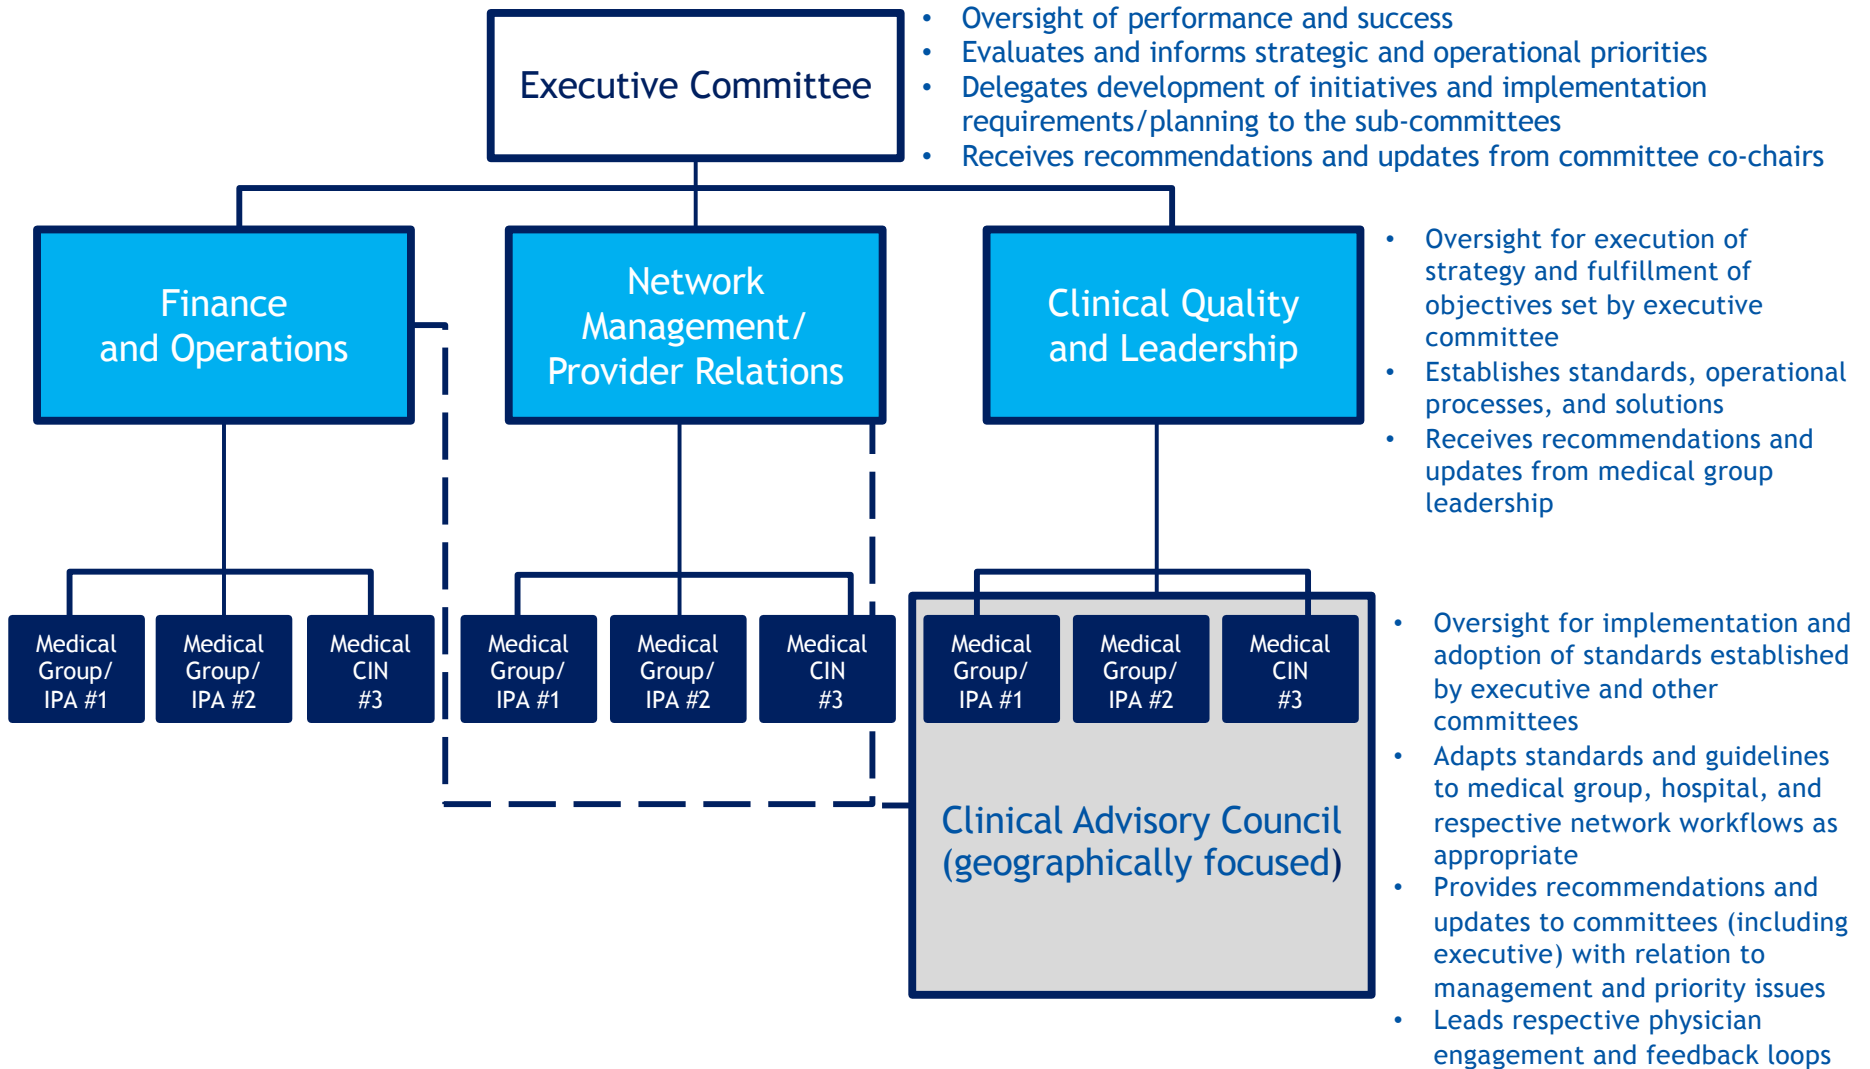 Executive Committee
• Oversight of performance and success
• Evaluates and informs strategic and operational priorities
• Delegates development of initiatives and implementation
requirements/planning to the sub-committees
• Receives recommendations and updates from committee co-chairs
Finance
and Operations
Network
Management/
Provider Relations
Clinical Quality
and Leadership
• Oversight for execution of
strategy and fulfillment of
objectives set by executive
committee
• Establishes standards, operational
processes, and solutions
• Receives recommendations and
updates from medical group
leadership
Medical
Group/
IPA #1
Medical
Group/
IPA #2
Medical
CIN
#3
Medical
Group/
IPA #1
Medical
Group/
IPA #2
Medical
CIN
#3
Medical
Group/
IPA #1
Medical
Group/
IPA #2
Medical
CIN
#3
Clinical Advisory Council
(geographically focused)
• Oversight for implementation and
adoption of standards established
by executive and other
committees
• Adapts standards and guidelines
to medical group, hospital, and
respective network workflows as
appropriate
• Provides recommendations and
updates to committees (including
executive) with relation to
management and priority issues
• Leads respective physician
engagement and feedback loops